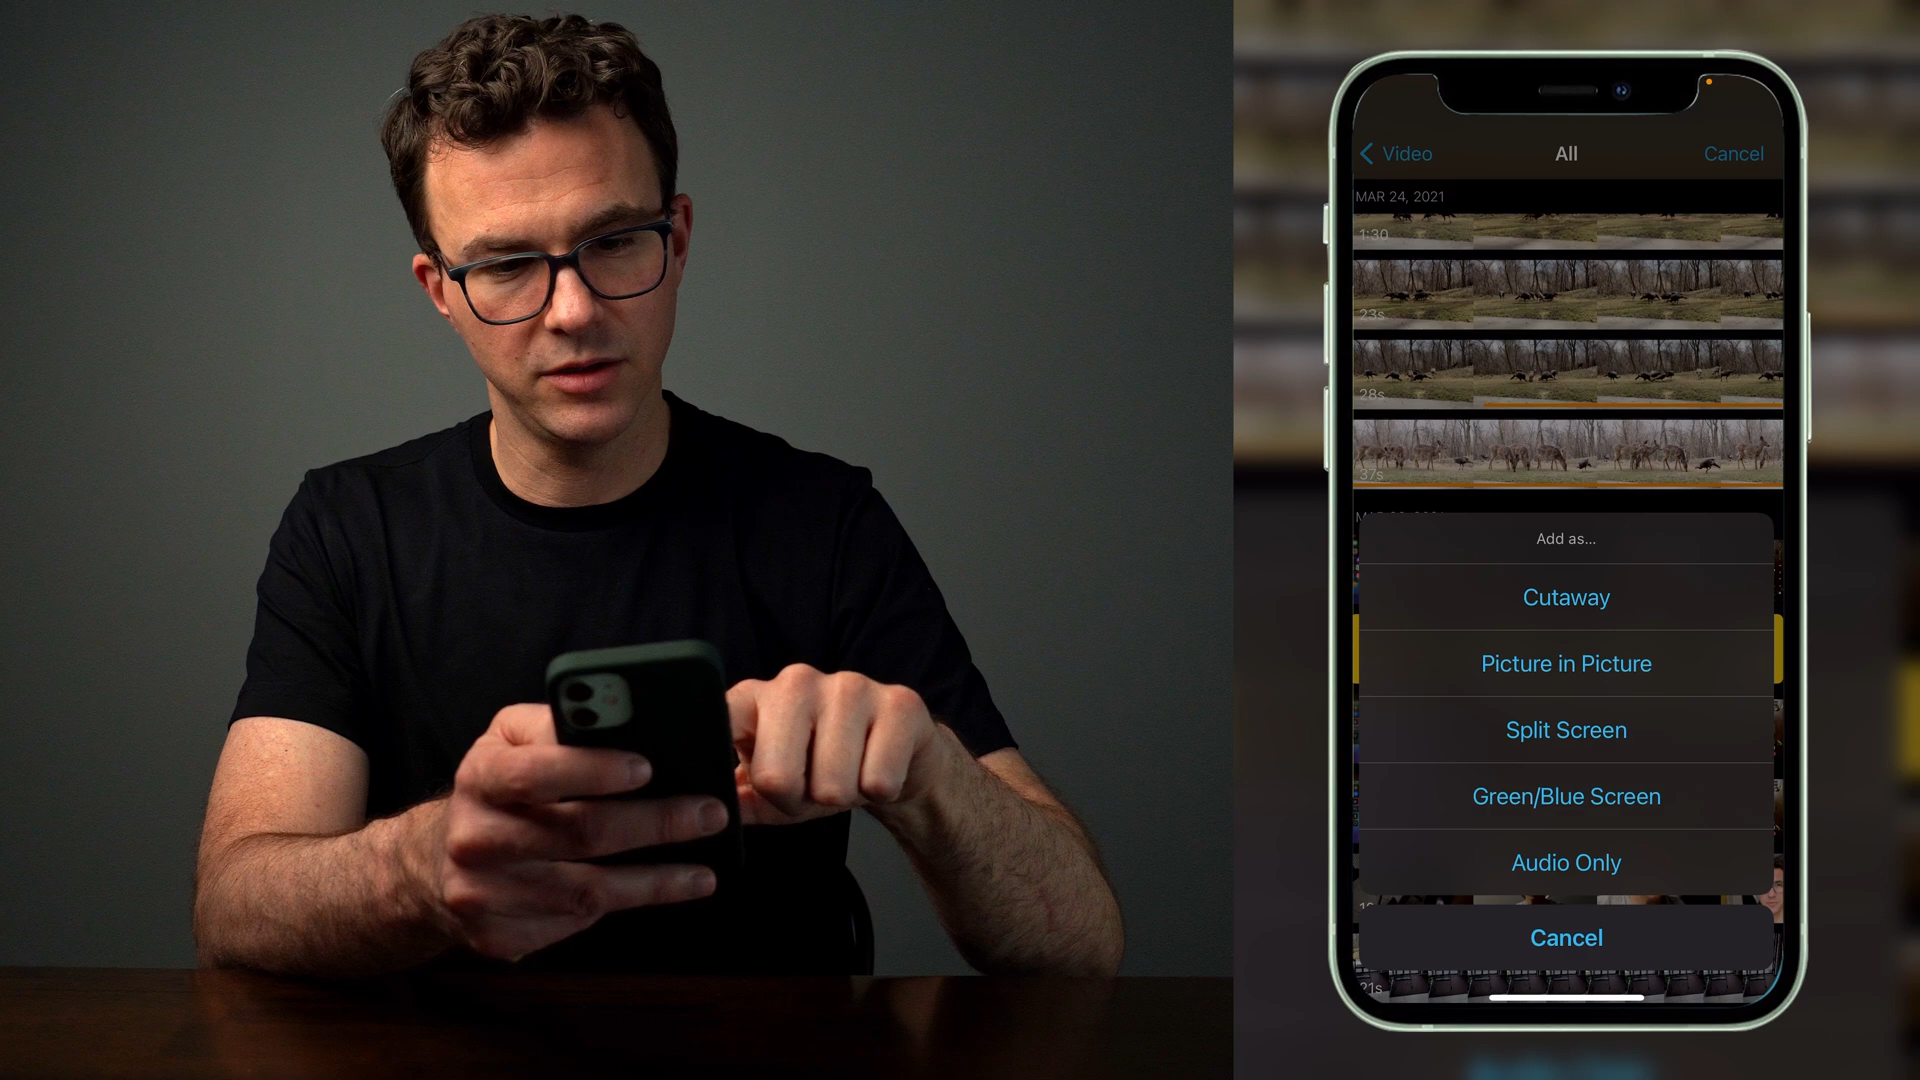 Video
All
Cancel
MAR 24, 2021
1:30
23s
28s
37s
Add as...
Cutaway
Picture in Picture
Split Screen
Green/Blue Screen
Audio Only
Cancel
21s